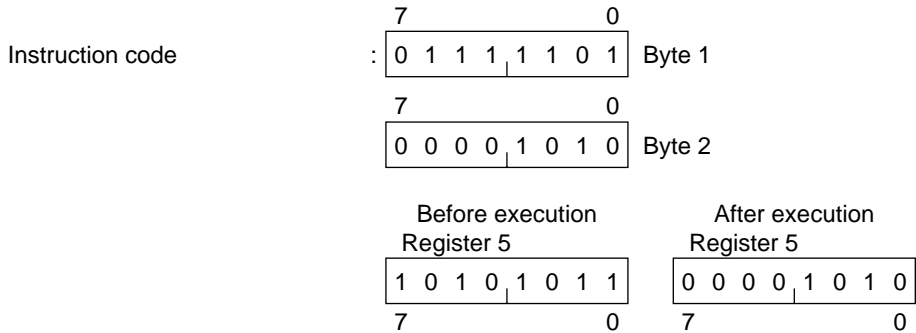 7 0
Instruction code : 0 1 1 1 1 1 0 1 Byte 1
7 0
0 0 0 0 1 0 1 0 Byte 2
Before execution After execution
Register 5 Register 5
1 0 1 0 1 0 1 1 0 0 0 0 1 0 1 0
7 0 7 0